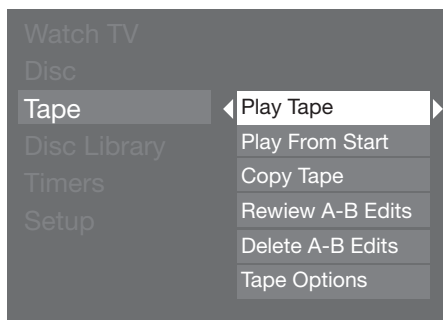 Watch TV
Disc
Tape
Disc Library
Timers
Setup
Play Tape
Play From Start
Copy Tape
Rewiew A-B Edits
Delete A-B Edits
Tape Options